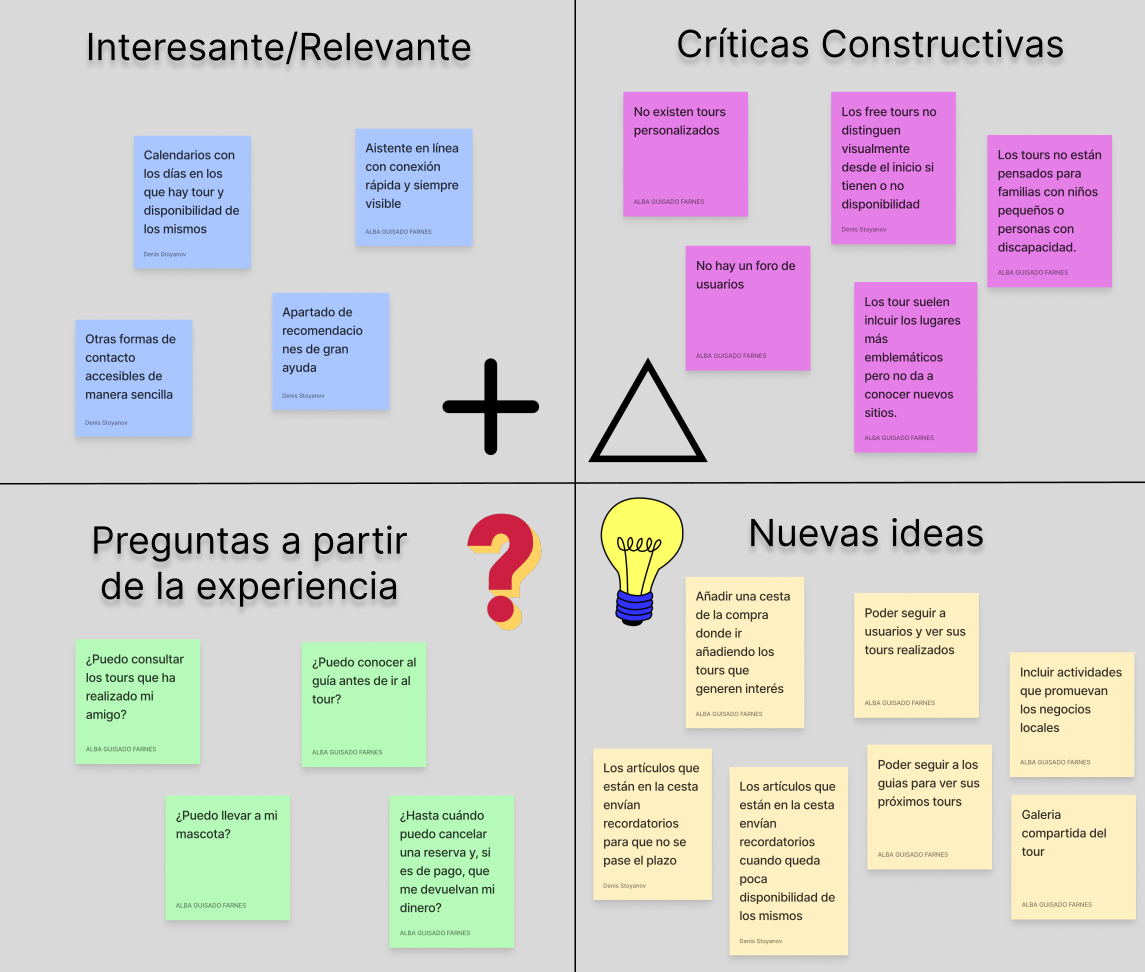 Interesante/Relevante
Calendarios con
los días en los
que hay tour y
disponibilidad de
los mismos
Denis Stoyanov
Aistente en línea
con conexión
rápida y siempre
visible
ALBA GUISADO FARNES
Otras formas de
contacto
accesibles de
manera sencilla
Denis Stoyanov
Apartado de
recomendacio
nes de gran
ayuda
Denis Stoyanov
Críticas Constructivas
No existen tours
personalizados
ALBA GUISADO FARNES
Los free tours no
distinguen
visualmente
desde el inicio si
tienen o no
disponibilidad
Denis Stoyanov
Los tours no están
pensados para
familias con niños
pequeños o
personas con
discapacidad.
ALBA GUISADO FARNES
No hay un foro de
usuarios
ALBA GUISADO FARNES
Los tour suelen
inlcuir los lugares
más
emblemáticos
pero no da a
conocer nuevos
sitios.
ALBA GUISADO FARNES
Preguntas a partir
de la experiencia
¿Puedo consultar
los tours que ha
realizado mi
amigo?
ALBA GUISADO FARNES
¿Puedo conocer al
guía antes de ir al
tour?
ALBA GUISADO FARNES
¿Puedo llevar a mi
mascota?
ALBA GUISADO FARNES
¿Hasta cuándo
puedo cancelar
una reserva y, si
es de pago, que
me devuelvan mi
dinero?
ALBA GUISADO FARNES
Nuevas ideas
Añadir una cesta
de la compra
donde ir
añadiendo los
tours que
generen interés
ALBA GUISADO FARNES
Poder seguir a
usuarios y ver sus
tours realizados
ALBA GUISADO FARNES
Incluir actividades
que promuevan
los negocios
locales
ALBA GUISADO FARNES
Los artículos que
están en la cesta
envían
recordatorios
para que no se
pase el plazo
Denis Stoyanov
Los artículos que
están en la cesta
envían
recordatorios
cuando queda
poca
disponibilidad de
los mismos
Denis Stoyanov
Poder seguir a los
guias para ver sus
próximos tours
ALBA GUISADO FARNES
Galeria
compartida del
tour
ALBA GUISADO FARNES